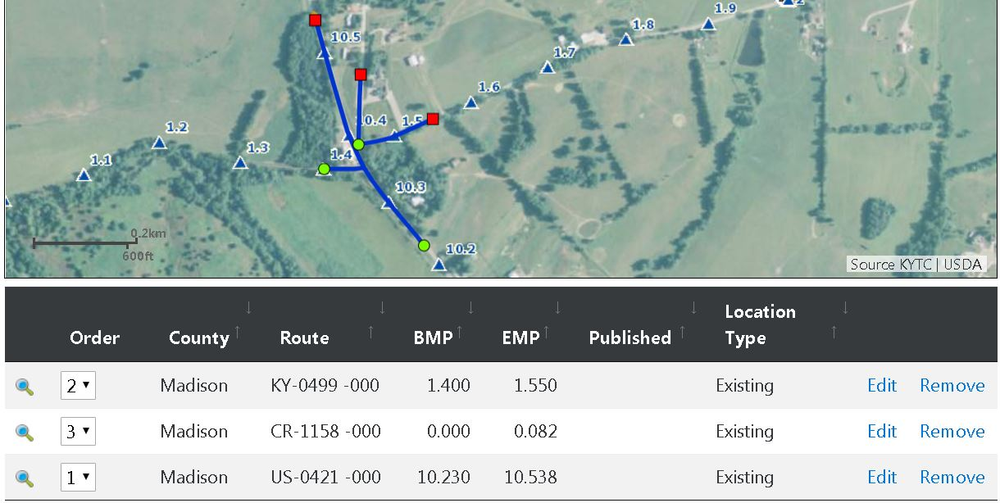 1.9
.2
1.8
10.5
1.7
1.6
10.4
1.5
1.2
1.3
1.4
1.1
10.3
0.2km
10.2
600ft
Source KYTC | USDA
Order County Route BMP EMP Published Location Type
2 Madison KY-0499 -000 1.400 1.550 Existing Edit Remove
3 Madison CR-1158 -000 0.000 0.082 Existing Edit Remove
1 Madison US-0421 -000 10.230 10.538 Existing Edit Remove